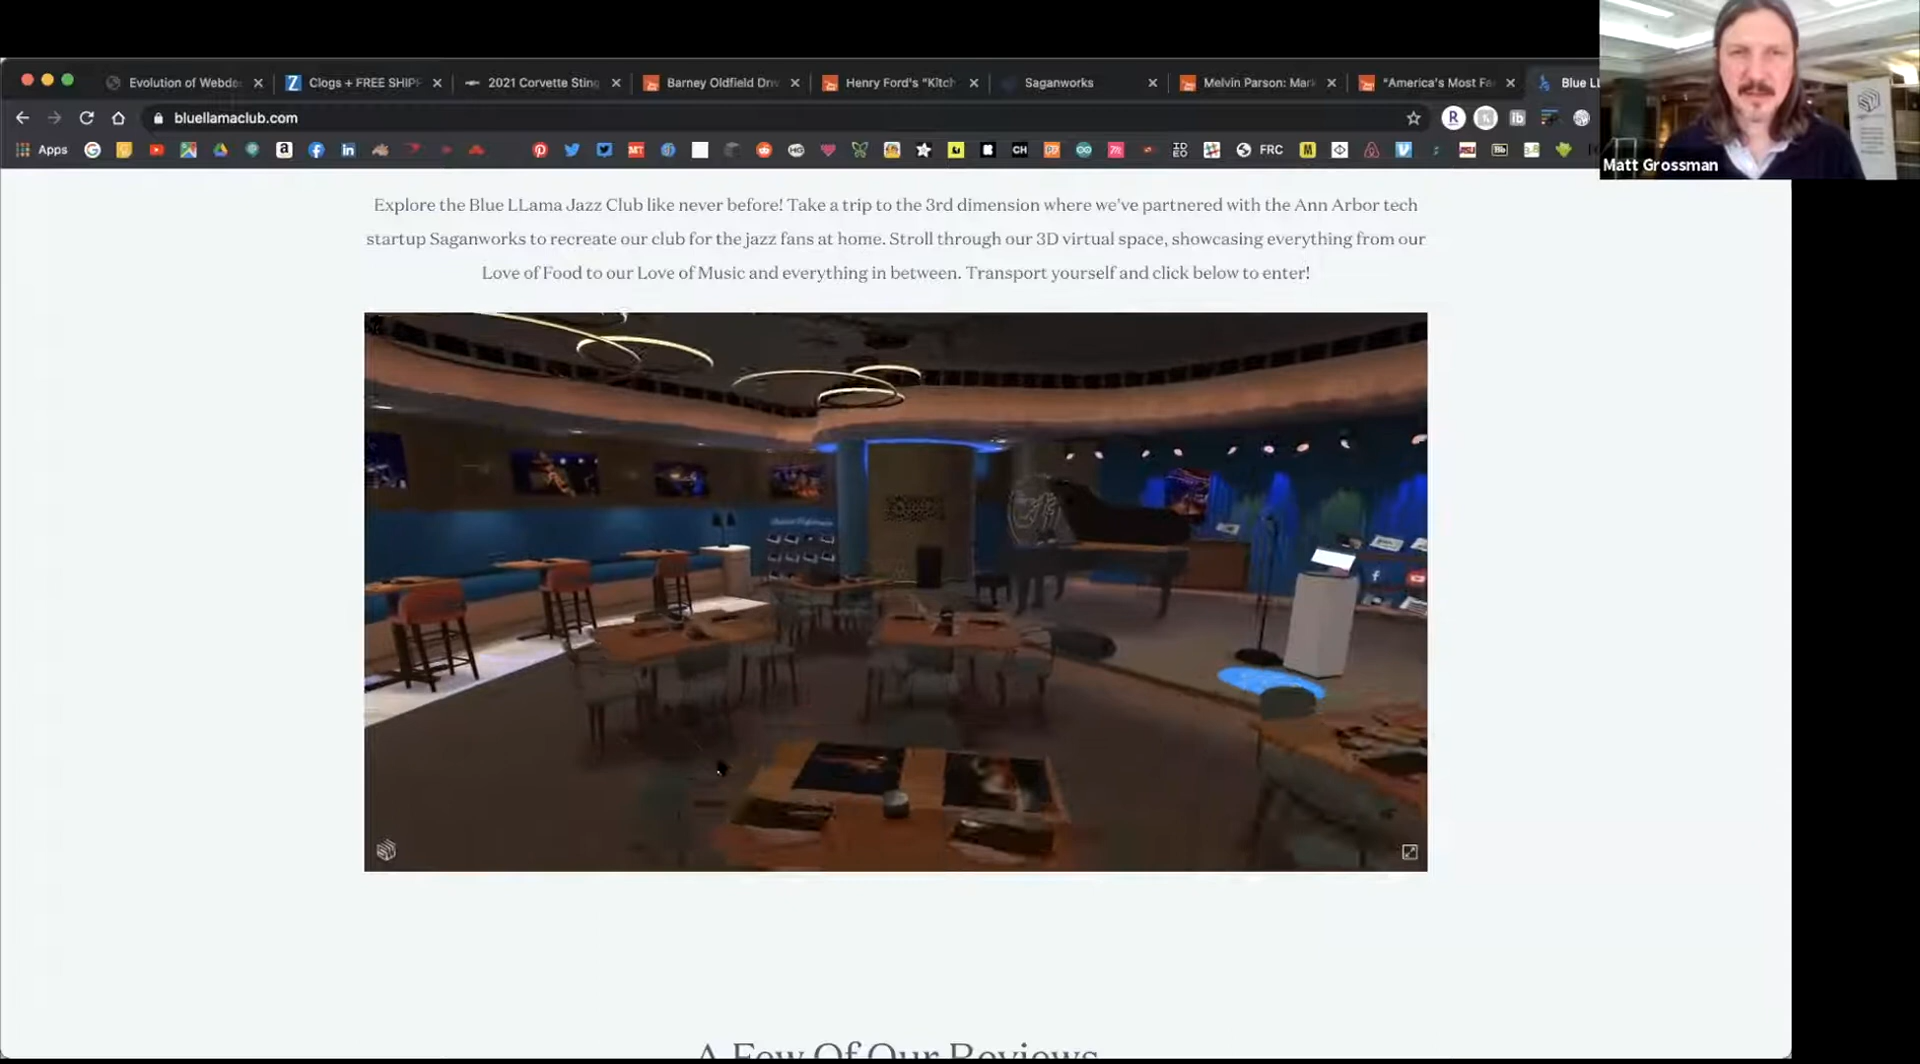 Evolution of Webde
Clogs + FREE SHIPP
2021 Corvette Sting
Barney Oldfield Driv
Henry Ford's "Kitch
Saganworks
Melvin Parson: Mar
"America's Most Fa
Blue LL
bluellamaclub.com
Apps
FRC
Matt Grossman
Explore the Blue LLama Jazz Club like never before! Take a trip to the 3rd dimension where we've partnered with the Ann Arbor tech
startup Saganworks to recreate our club for the jazz fans at home. Stroll through our 3D virtual space, showcasing everything from our
Love of Food to our Love of Music and everything in between. Transport yourself and click below to enter!
A Few Of Our Reviews